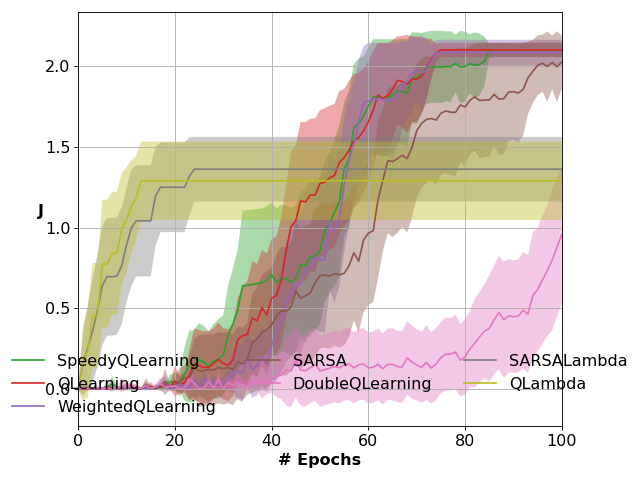 2.0
1.5
J
1.0
0.5
SpeedyQLearning SARSA SARSALambda
QLearning DoubleQLearning QLambda
0.0
WeightedQLearning
0 20 40 60 80 100
# Epochs